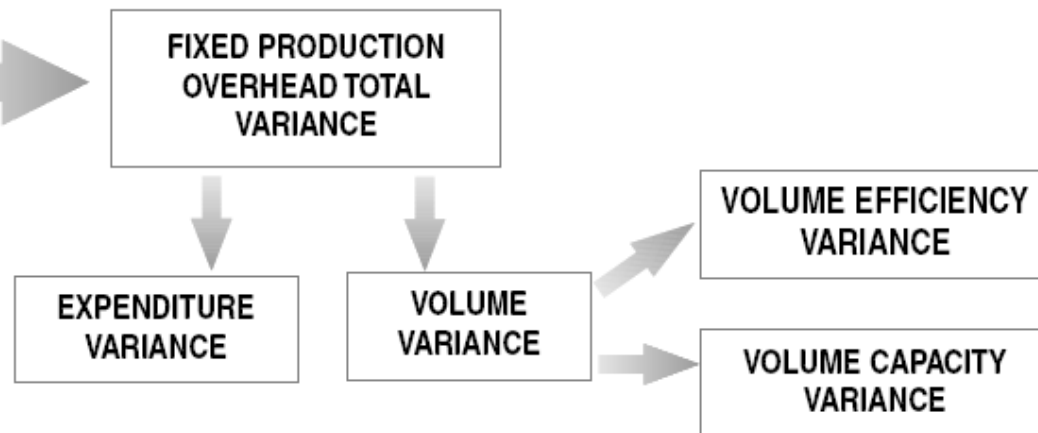 FIXED PRODUCTION
OVERHEAD TOTAL
VARIANCE
EXPENDITURE
VARIANCE
VOLUME
VARIANCE
VOLUME EFFICIENCY
VARIANCE
VOLUME CAPACITY
VARIANCE